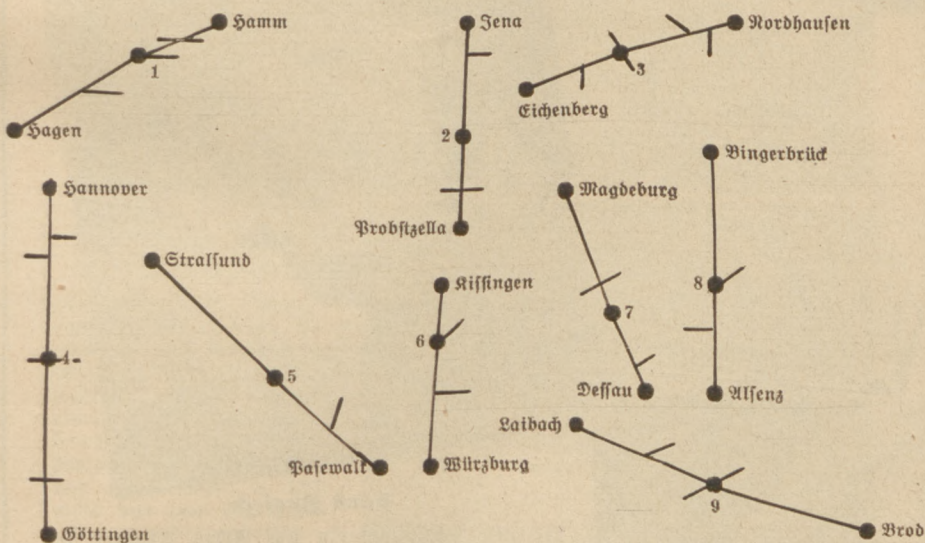 Hamm
Jena
Nordhauſen
1
3
Eichenberg
Hagen
2
Bingerbrück
Hannover
Magdeburg
Probſtzella
Stralſund
Kiſſingen
8
7
6
4
5
Deſſau
Alſenz
Laibach
Paſewalk
Würzburg
9
Göttingen
Brod